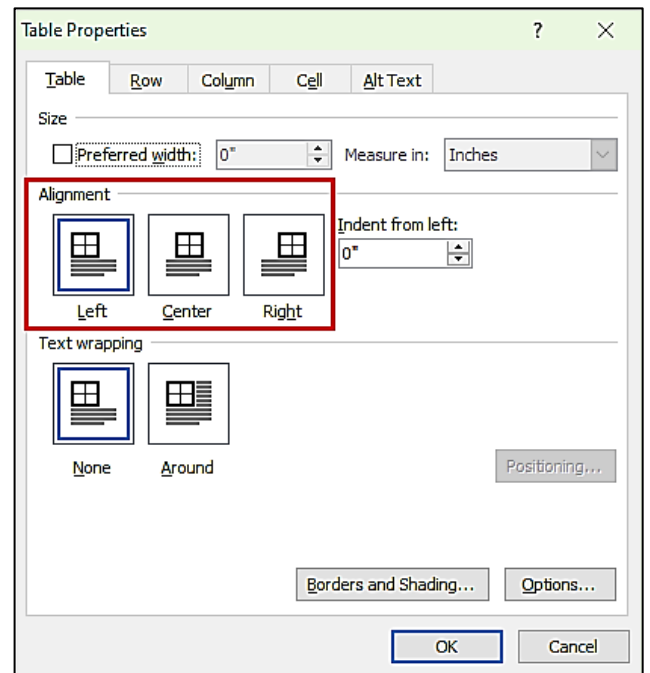 Table Properties ? ×
Table Row Column Cell Alt Text
Size
Preferred width: 0" Measure in: Inches
Alignment
Left Center Right
Indent from left:
0"
Text wrapping
None Around
Positioning...
Borders and Shading... Options...
OK Cancel